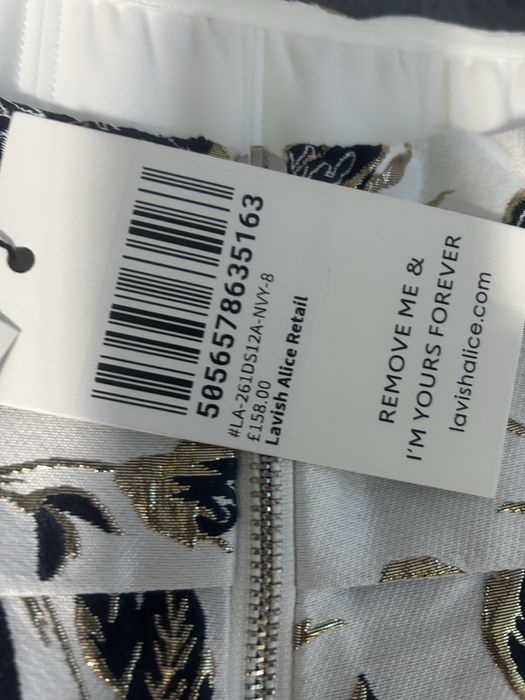 5056578635163
#LA-261DS12A-NVY-8
£158.00
Lavish Alice Retail
REMOVE ME &
I'M YOURS FOREVER
lavishalice.com